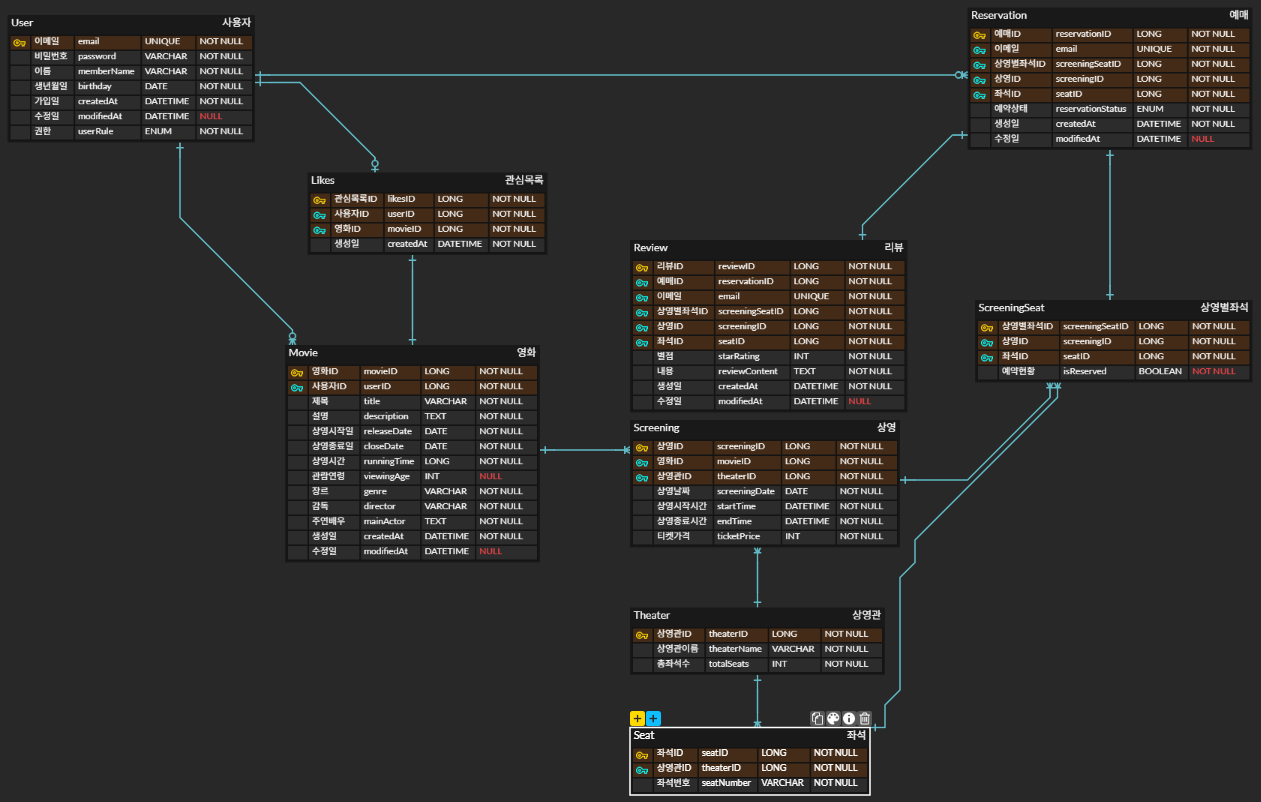 User 사용자
이메일 email UNIQUE NOT NULL
비밀번호 password VARCHAR NOT NULL
이름 memberName VARCHAR NOT NULL
생년월일 birthday DATE NOT NULL
가입일 createdAt DATETIME NOT NULL
수정일 modifiedAt DATETIME NULL
권한 userRule ENUM NOT NULL
Reservation 예매
예매ID reservationID LONG NOT NULL
이메일 email UNIQUE NOT NULL
상영별좌석ID screeningSeatID LONG NOT NULL
상영ID screeningID LONG NOT NULL
좌석ID seatID LONG NOT NULL
예약상태 reservationStatus ENUM NOT NULL
생성일 createdAt DATETIME NOT NULL
수정일 modifiedAt DATETIME NULL
Likes 관심목록
관심목록ID likesID LONG NOT NULL
사용자ID userID LONG NOT NULL
영화ID movieID LONG NOT NULL
생성일 createdAt DATETIME NOT NULL
Review 리뷰
리뷰ID reviewID LONG NOT NULL
예매ID reservationID LONG NOT NULL
이메일 email UNIQUE NOT NULL
상영별좌석ID screeningSeatID LONG NOT NULL
상영ID screeningID LONG NOT NULL
좌석ID seatID LONG NOT NULL
별점 starRating INT NOT NULL
내용 reviewContent TEXT NOT NULL
생성일 createdAt DATETIME NOT NULL
수정일 modifiedAt DATETIME NULL
ScreeningSeat 상영별좌석
상영별좌석ID screeningSeatID LONG NOT NULL
상영ID screeningID LONG NOT NULL
좌석ID seatID LONG NOT NULL
예약현황 isReserved BOOLEAN NOT NULL
Movie 영화
영화ID movieID LONG NOT NULL
사용자ID userID LONG NOT NULL
제목 title VARCHAR NOT NULL
설명 description TEXT NOT NULL
상영시작일 releaseDate DATE NOT NULL
상영종료일 closeDate DATE NOT NULL
상영시간 runningTime LONG NOT NULL
관람연령 viewingAge INT NULL
장르 genre VARCHAR NOT NULL
감독 director VARCHAR NOT NULL
주연배우 mainActor TEXT NOT NULL
생성일 createdAt DATETIME NOT NULL
수정일 modifiedAt DATETIME NULL
Screening 상영
상영ID screeningID LONG NOT NULL
영화ID movieID LONG NOT NULL
상영관ID theaterID LONG NOT NULL
상영날짜 screeningDate DATE NOT NULL
상영시작시간 startTime DATETIME NOT NULL
상영종료시간 endTime DATETIME NOT NULL
티켓가격 ticketPrice INT NOT NULL
Theater 상영관
상영관ID theaterID LONG NOT NULL
상영관이름 theaterName VARCHAR NOT NULL
총좌석수 totalSeats INT NOT NULL
Seat 좌석
좌석ID seatID LONG NOT NULL
상영관ID theaterID LONG NOT NULL
좌석번호 seatNumber VARCHAR NOT NULL